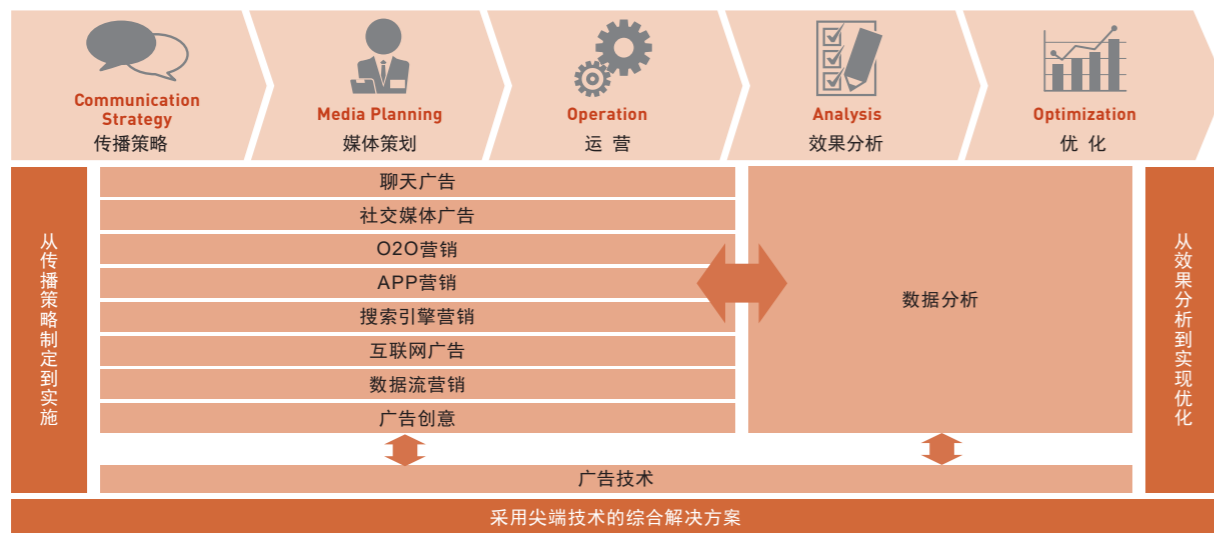 Communication
Strategy
传播策略
Media Planning
媒体策划
Operation
运 营
Analysis
效果分析
Optimization
优 化
从传播策略制定到实施
聊天广告
社交媒体广告
O2O营销
APP营销
搜索引擎营销
互联网广告
数据流营销
广告创意
数据分析
从效果分析到实现优化
广告技术
采用尖端技术的综合解决方案